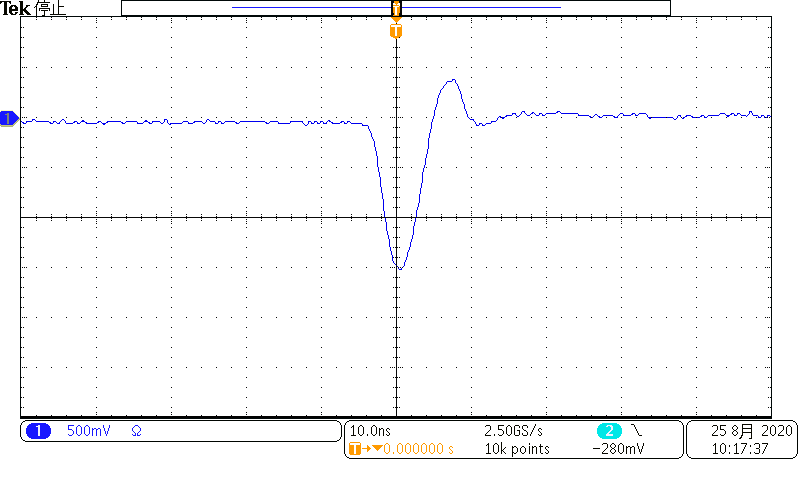 Tek 停止
T
T
1
1 500mV Ω
10.0ns 2.50GS/s 2
T→▼0.000000 s 10k points −280mV
25 8月 2020
10:17:37